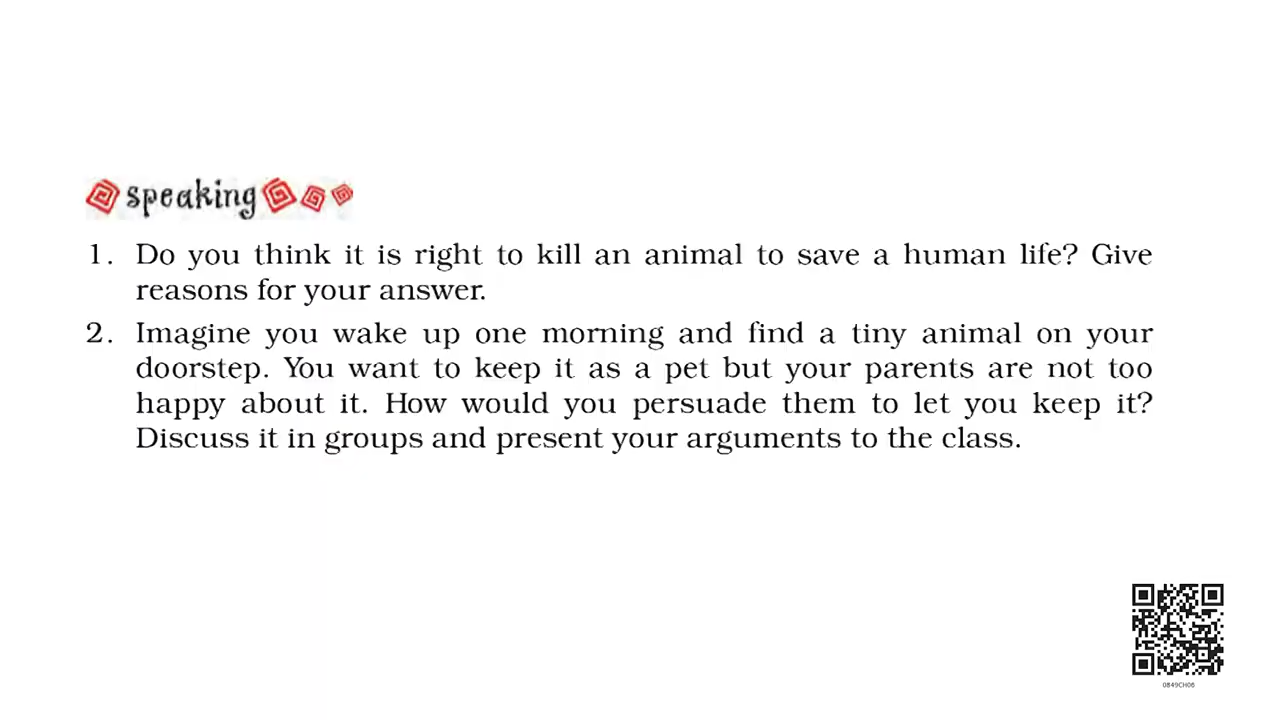 speaking
1. Do you think it is right to kill an animal to save a human life? Give
reasons for your answer.
2. Imagine you wake up one morning and find a tiny animal on your
doorstep. You want to keep it as a pet but your parents are not too
happy about it. How would you persuade them to let you keep it?
Discuss it in groups and present your arguments to the class.
0849CH06